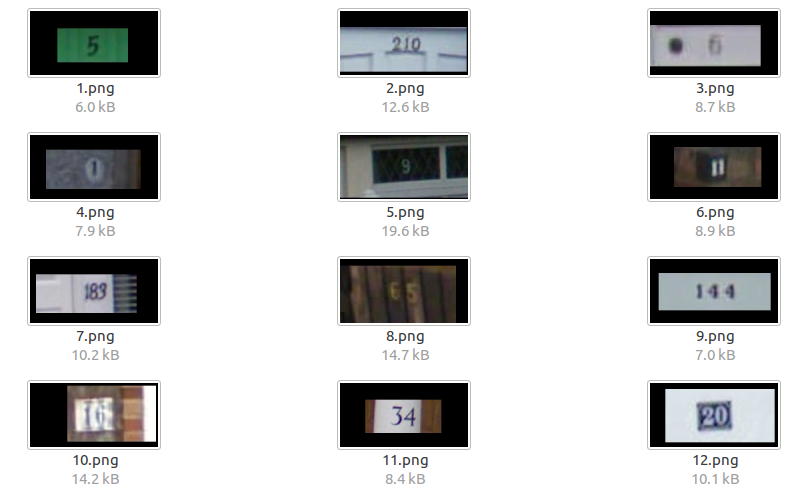 5 210 6
1.png 2.png 3.png
6.0 kB 12.6 kB 8.7 kB
1 9 11
4.png 5.png 6.png
7.9 kB 19.6 kB 8.9 kB
183 65 144
7.png 8.png 9.png
10.2 kB 14.7 kB 7.0 kB
16 34 20
10.png 11.png 12.png
14.2 kB 8.4 kB 10.1 kB